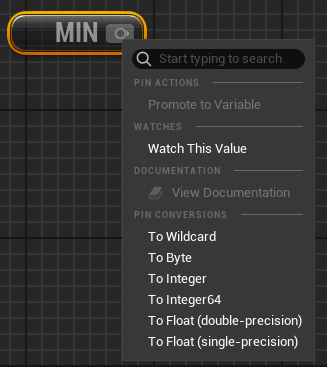 MIN
Start typing to search
PIN ACTIONS
Promote to Variable
WATCHES
Watch This Value
DOCUMENTATION
View Documentation
PIN CONVERSIONS
To Wildcard
To Byte
To Integer
To Integer64
To Float (double-precision)
To Float (single-precision)